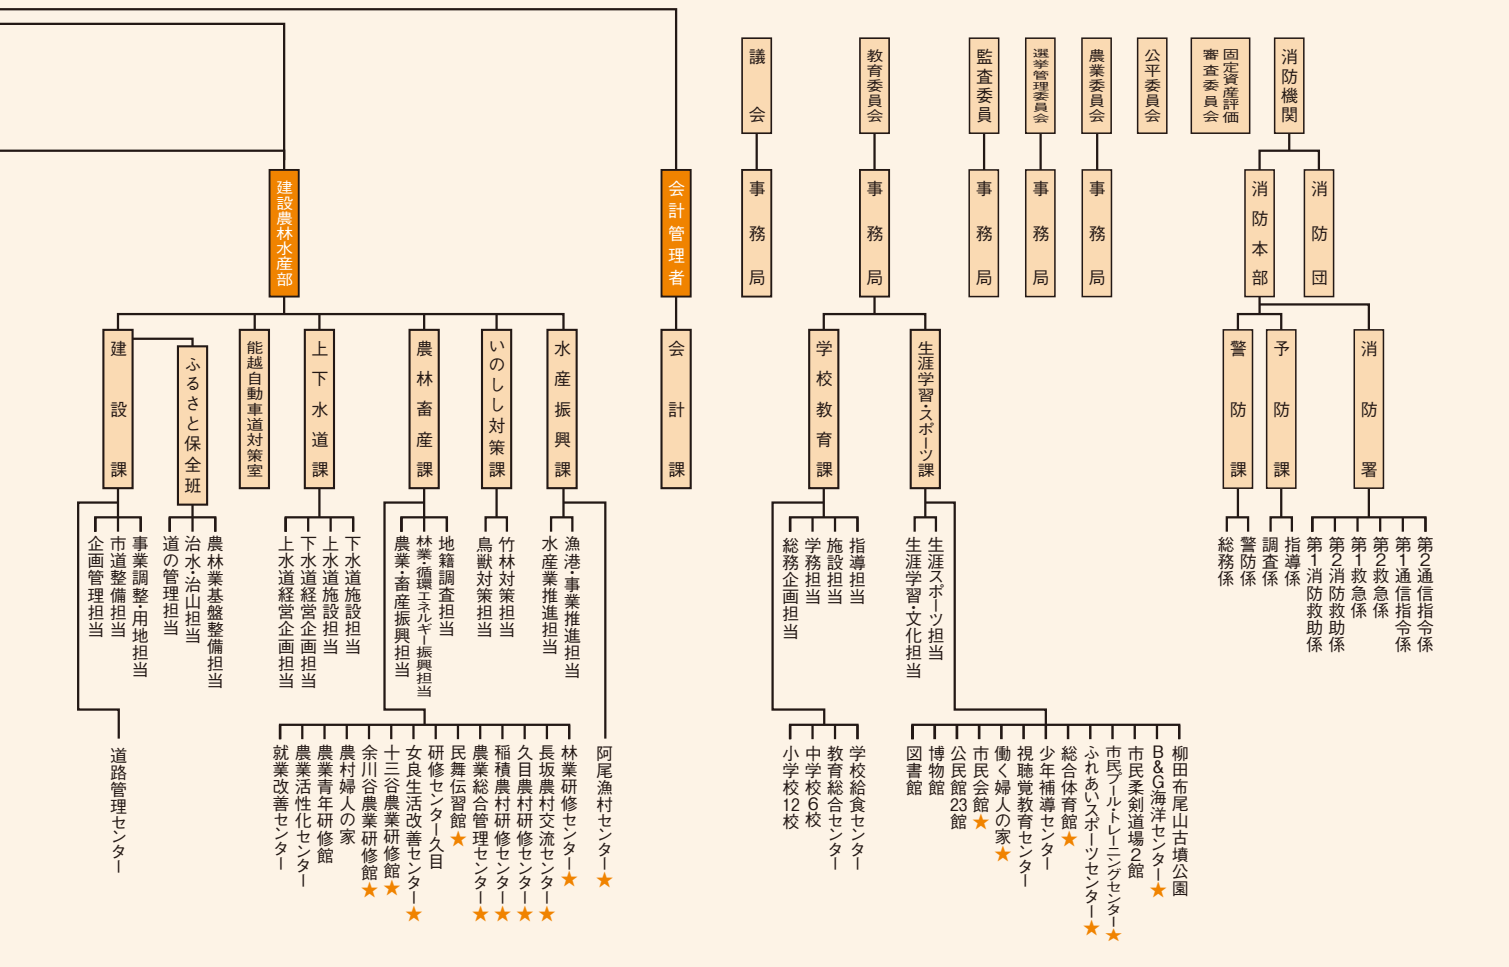 議会
教育委員会
監査委員
選挙管理委員会
農業委員会
公平委員会
固定資産評価
審査委員会
消防機関
建設農林水産部
会計管理者
事務局
事務局
事務局
事務局
事務局
消防本部
消防団
建設課
ふるさと保全班
能越自動車道対策室
上下水道課
農林畜産課
いのしし対策課
水産振興課
会計課
学校教育課
生涯学習・スポーツ課
警防課
予防課
消防署
企画管理担当
市道整備担当
事業調整・用地担当
道の管理担当
治水・治山担当
農林業基盤整備担当
上水道経営企画担当
下水道経営企画担当
上水道施設担当
下水道施設担当
農業・畜産振興担当
林業・循環エネルギー振興担当
地籍調査担当
鳥獣対策担当
竹林対策担当
水産業推進担当
漁港・事業推進担当
総務企画担当
学務担当
施設担当
指導担当
生涯学習・文化担当
生涯スポーツ担当
総務係
警防係
調査係
指導係
第1消防救助係
第2消防救助係
第1救急係
第2救急係
第1通信指令係
第2通信指令係
道路管理センター
就業改善センター
農業活性化センター
農業青年研修館
農村婦人の家
余川谷農業研修館★
十三谷農業研修館★
女良生活改善センター★
研修センター久目
民舞伝習館★
農業総合管理センター★
稲積農村研修センター★
久目農村研修センター★
長坂農村交流センター★
林業研修センター★
阿尾漁村センター★
小学校12校
中学校6校
教育総合センター
学校給食センター
図書館
博物館
公民館23館
市民会館★
働く婦人の家★
視聴覚教育センター
少年補導センター
総合体育館★
ふれあいスポーツセンター★
市民プール・トレーニングセンター★
市民柔剣道場2館
B&G海洋センター★
柳田布尾山古墳公園